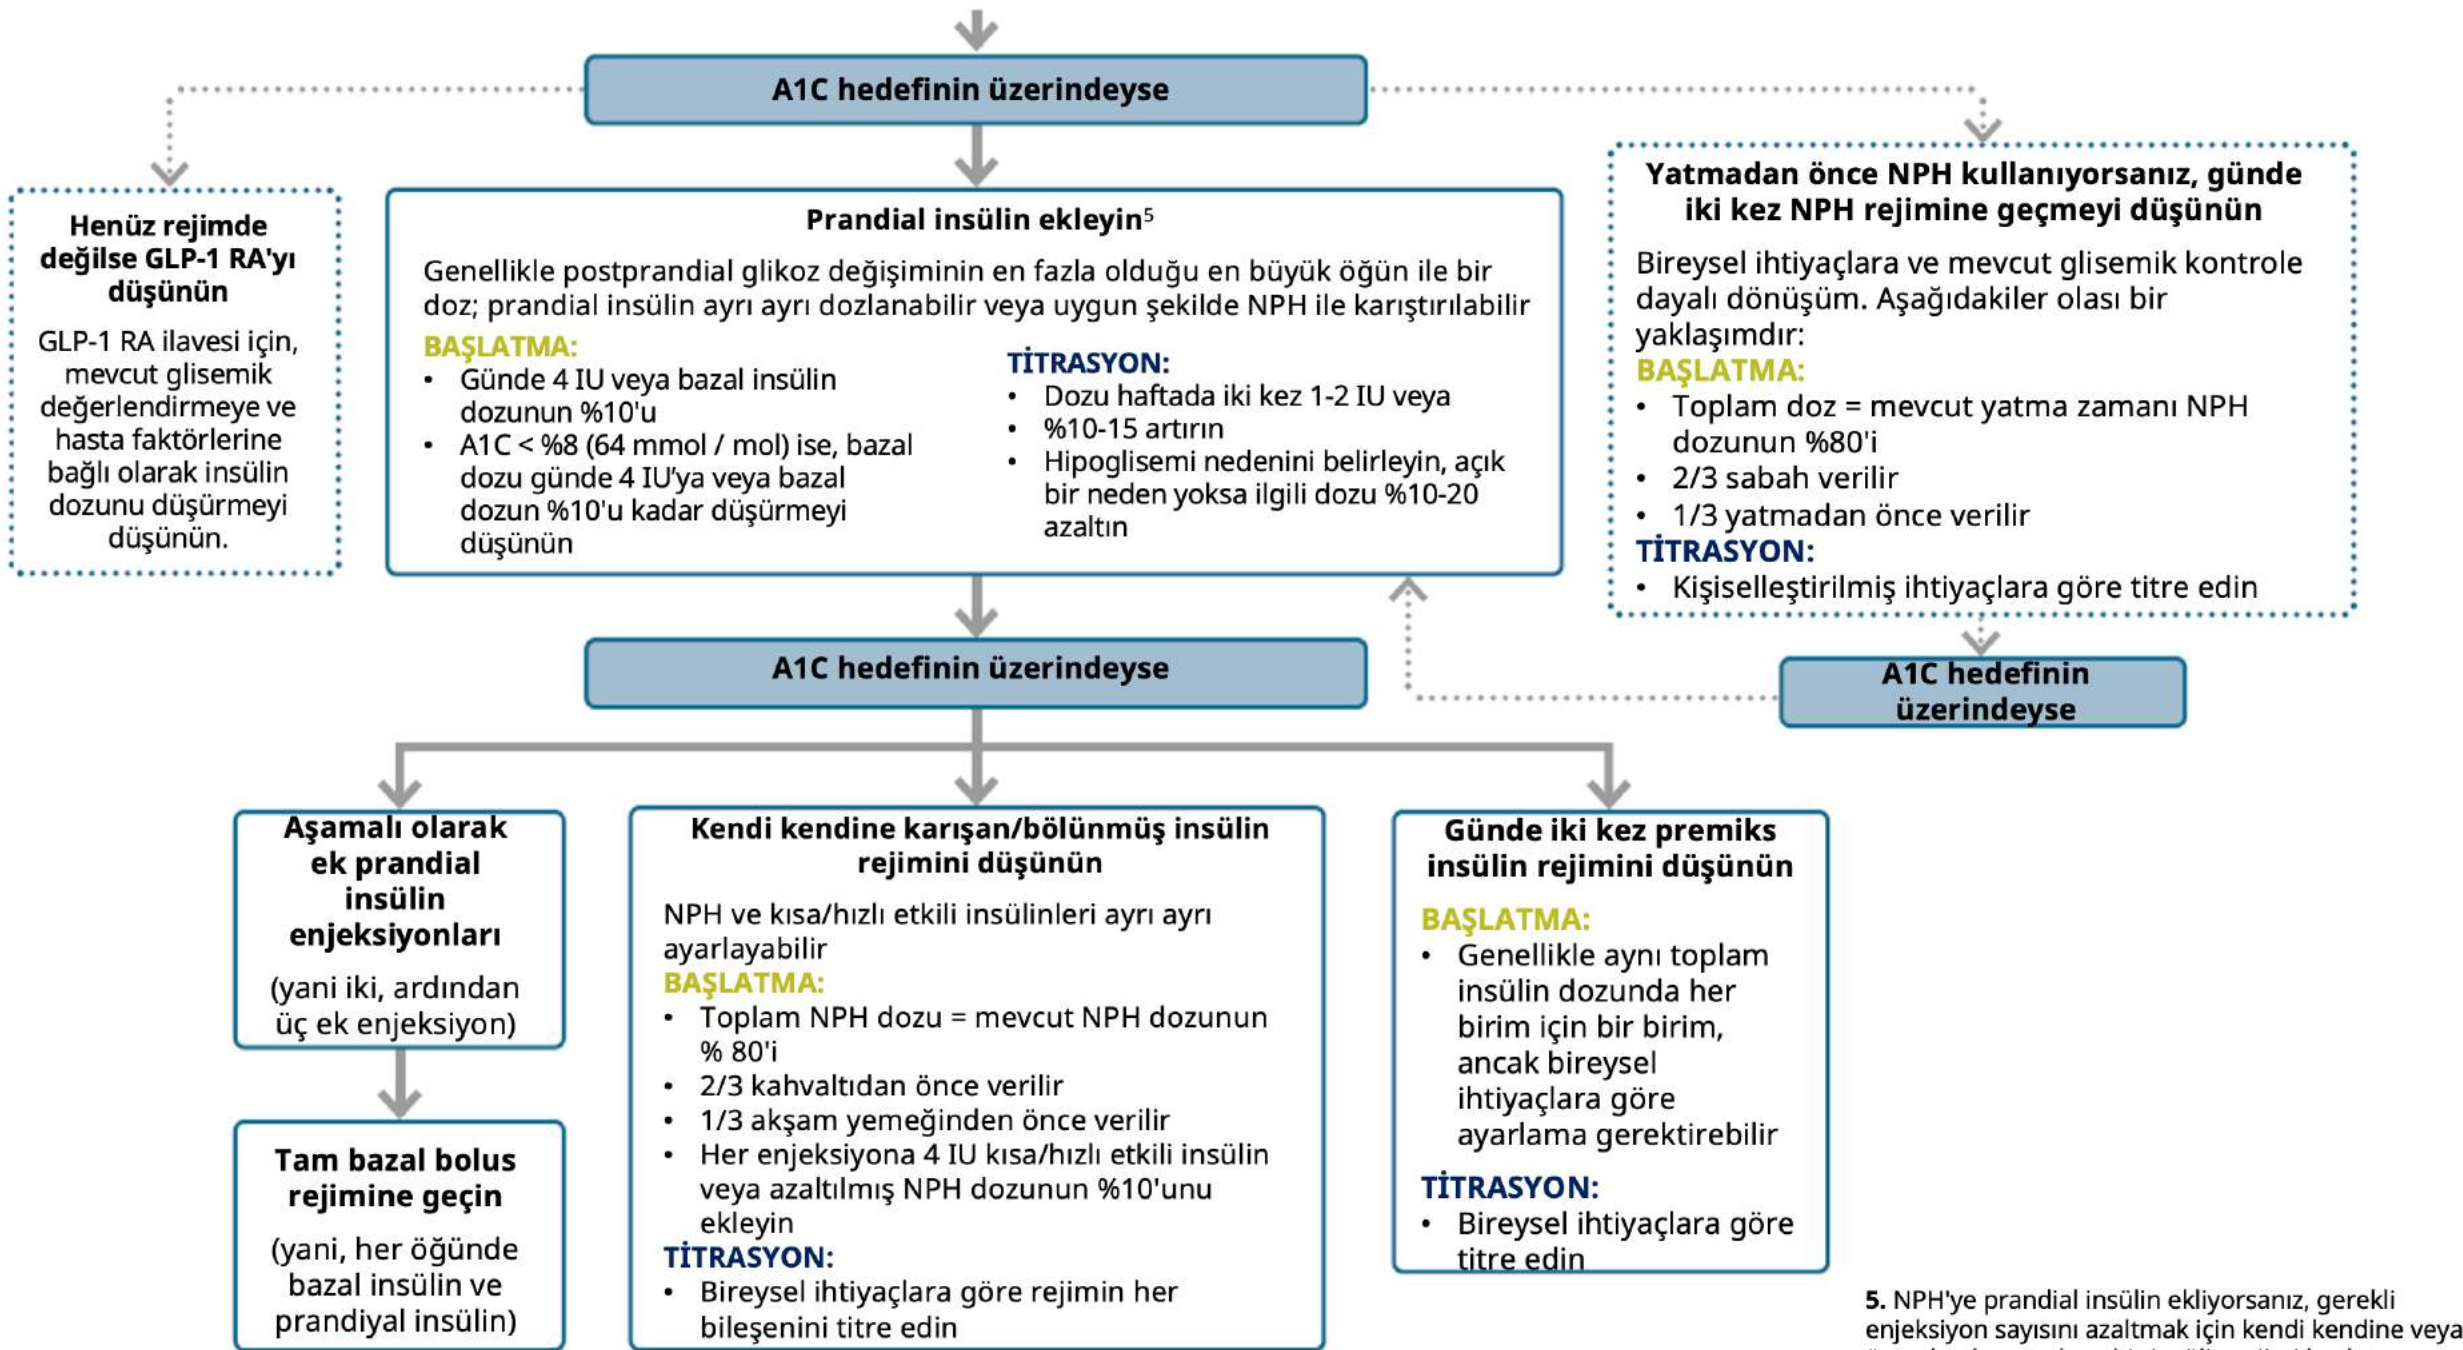 A1C hedefinin üzerindeyse
Henüz rejimde
değilse GLP-1 RA'yı
düşünün
GLP-1 RA ilavesi için,
mevcut glisemik
değerlendirmeye ve
hasta faktörlerine
bağlı olarak insülin
dozunu düşürmeyi
düşünün.
Prandial insülin ekleyin⁵
Genellikle postprandial glikoz değişiminin en fazla olduğu en büyük öğün ile bir
doz; prandial insülin ayrı ayrı dozlanabilir veya uygun şekilde NPH ile karıştırılabilir
BAŞLATMA:
• Günde 4 IU veya bazal insülin
dozunun %10'u
• A1C < %8 (64 mmol / mol) ise, bazal
dozu günde 4 IU’ya veya bazal
dozun %10'u kadar düşürmeyi
düşünün
TİTRASYON:
• Dozu haftada iki kez 1-2 IU veya
• %10-15 artırın
• Hipoglisemi nedenini belirleyin, açık
bir neden yoksa ilgili dozu %10-20
azaltın
Yatmadan önce NPH kullanıyorsanız, günde
iki kez NPH rejimine geçmeyi düşünün
Bireysel ihtiyaçlara ve mevcut glisemik kontrole
dayalı dönüşüm. Aşağıdakiler olası bir
yaklaşımdır:
BAŞLATMA:
• Toplam doz = mevcut yatma zamanı NPH
dozunun %80'i
• 2/3 sabah verilir
• 1/3 yatmadan önce verilir
TİTRASYON:
• Kişiselleştirilmiş ihtiyaçlara göre titre edin
A1C hedefinin üzerindeyse
A1C hedefinin
üzerindeyse
Aşamalı olarak
ek prandial
insülin
enjeksiyonları
(yani iki, ardından
üç ek enjeksiyon)
Tam bazal bolus
rejimine geçin
(yani, her öğünde
bazal insülin ve
prandiyal insülin)
Kendi kendine karışan/bölünmüş insülin
rejimini düşünün
NPH ve kısa/hızlı etkili insülinleri ayrı ayrı
ayarlayabilir
BAŞLATMA:
• Toplam NPH dozu = mevcut NPH dozunun
% 80'i
• 2/3 kahvaltıdan önce verilir
• 1/3 akşam yemeğinden önce verilir
• Her enjeksiyona 4 IU kısa/hızlı etkili insülin
veya azaltılmış NPH dozunun %10'unu
ekleyin
TİTRASYON:
• Bireysel ihtiyaçlara göre rejimin her
bileşenini titre edin
Günde iki kez premiks
insülin rejimini düşünün
BAŞLATMA:
• Genellikle aynı toplam
insülin dozunda her
birim için bir birim,
ancak bireysel
ihtiyaçlara göre
ayarlama gerektirebilir
TİTRASYON:
• Bireysel ihtiyaçlara göre
titre edin
5. NPH'ye prandial insülin ekliyorsanız, gerekli
enjeksiyon sayısını azaltmak için kendi kendine veya